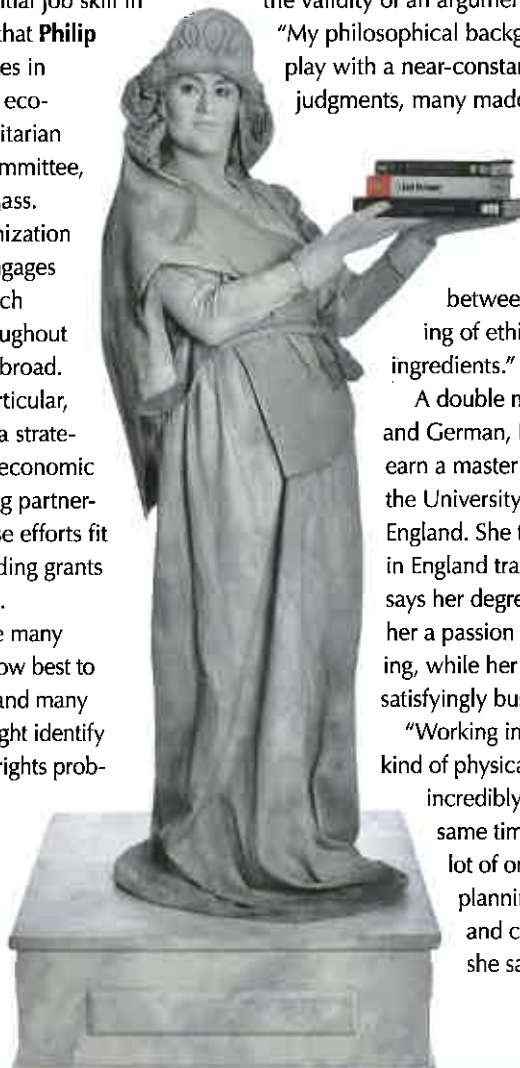 ntial job skill in
that Philip
es in
eco-
itarian
mmittee,
ass.
nization
gages
ch
ughout
broad.
rticular,
a strate-
economic
g partner-
se efforts fit
ding grants
.
e many
ow best to
and many
ght identify
rights prob-
the validity of an argument
"My philosophical backg
play with a near-constan
judgments, many made
betwee
ing of ethi
ingredients."
A double m
and German, 
earn a master
the University
England. She t
in England tra
says her degre
her a passion
ing, while her
satisfyingly bus
"Working in
kind of physica
incredibly
same tim
lot of or
plannin
and c
she sa